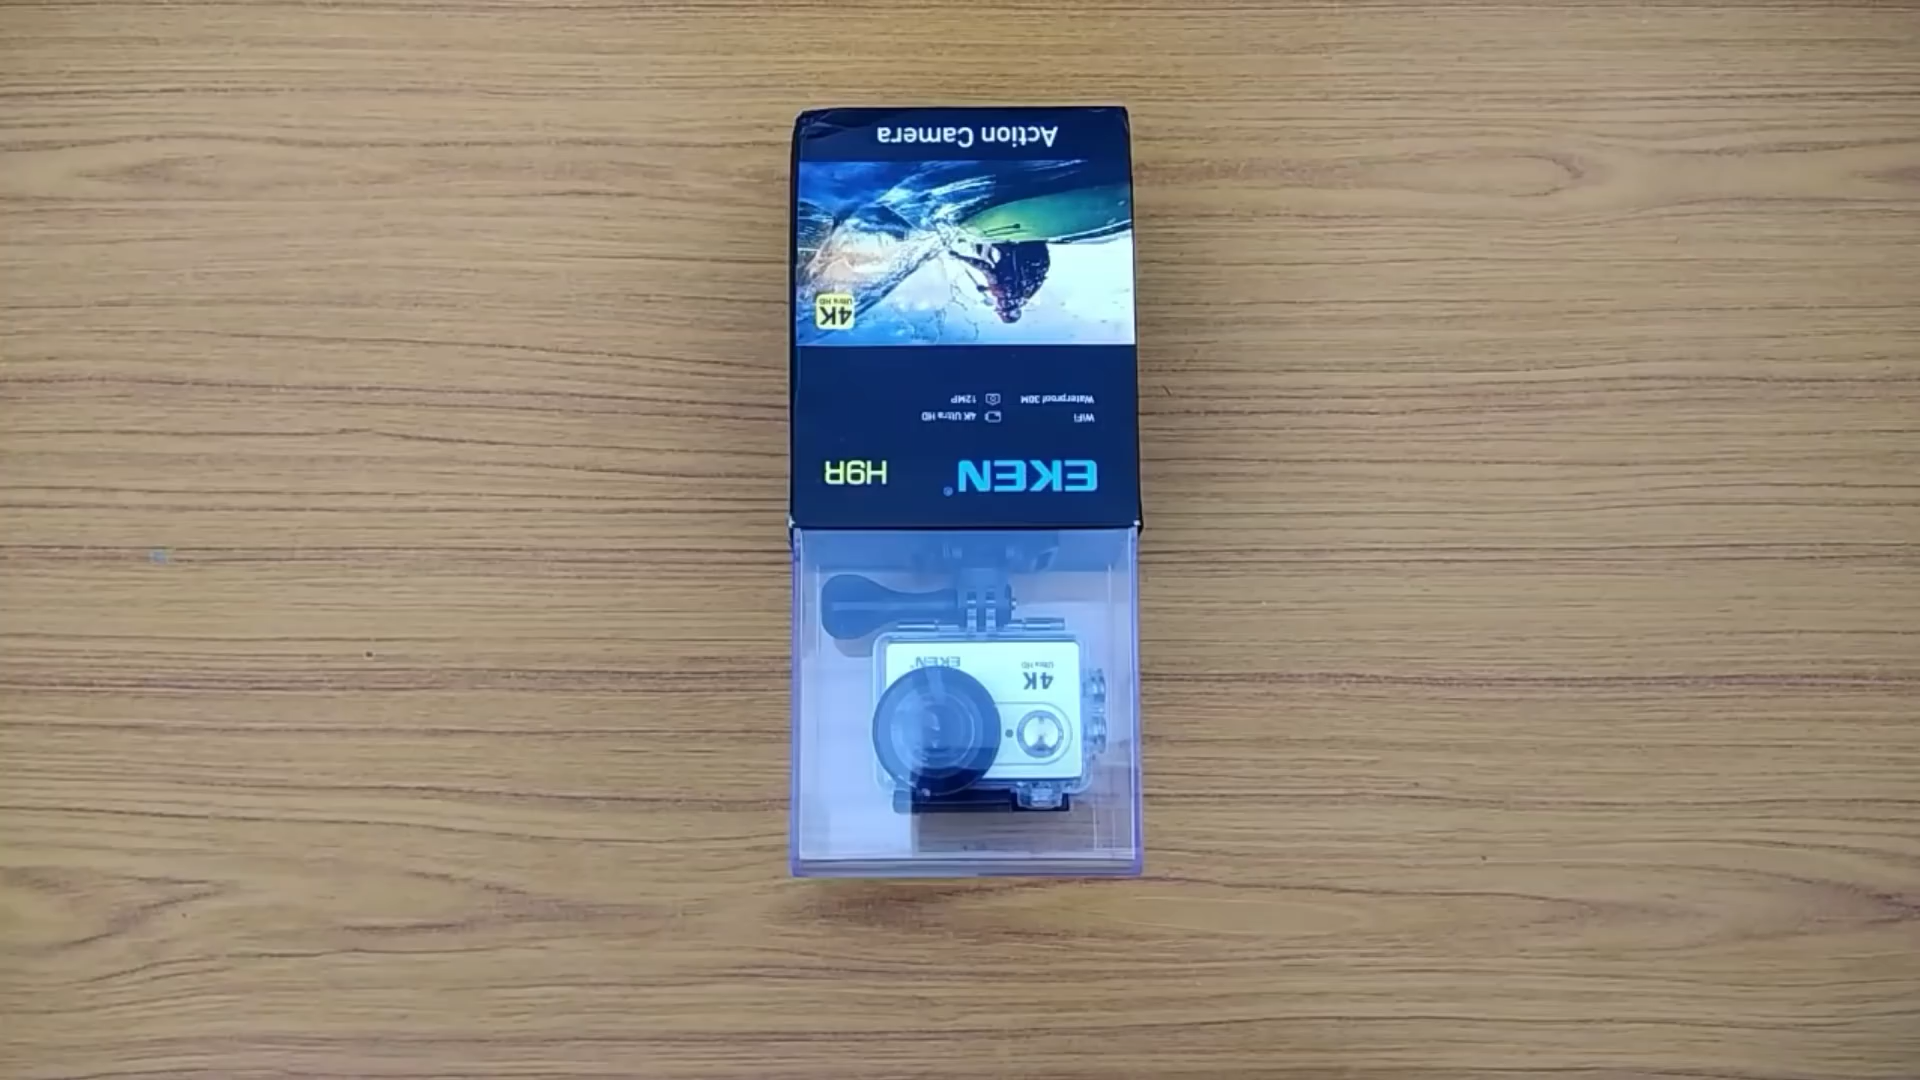 4K
Ultra HD
EKEN
EKEN® H9R
WiFi 4K Ultra HD
Waterproof 30M 12MP
4K
Ultra HD
Action Camera